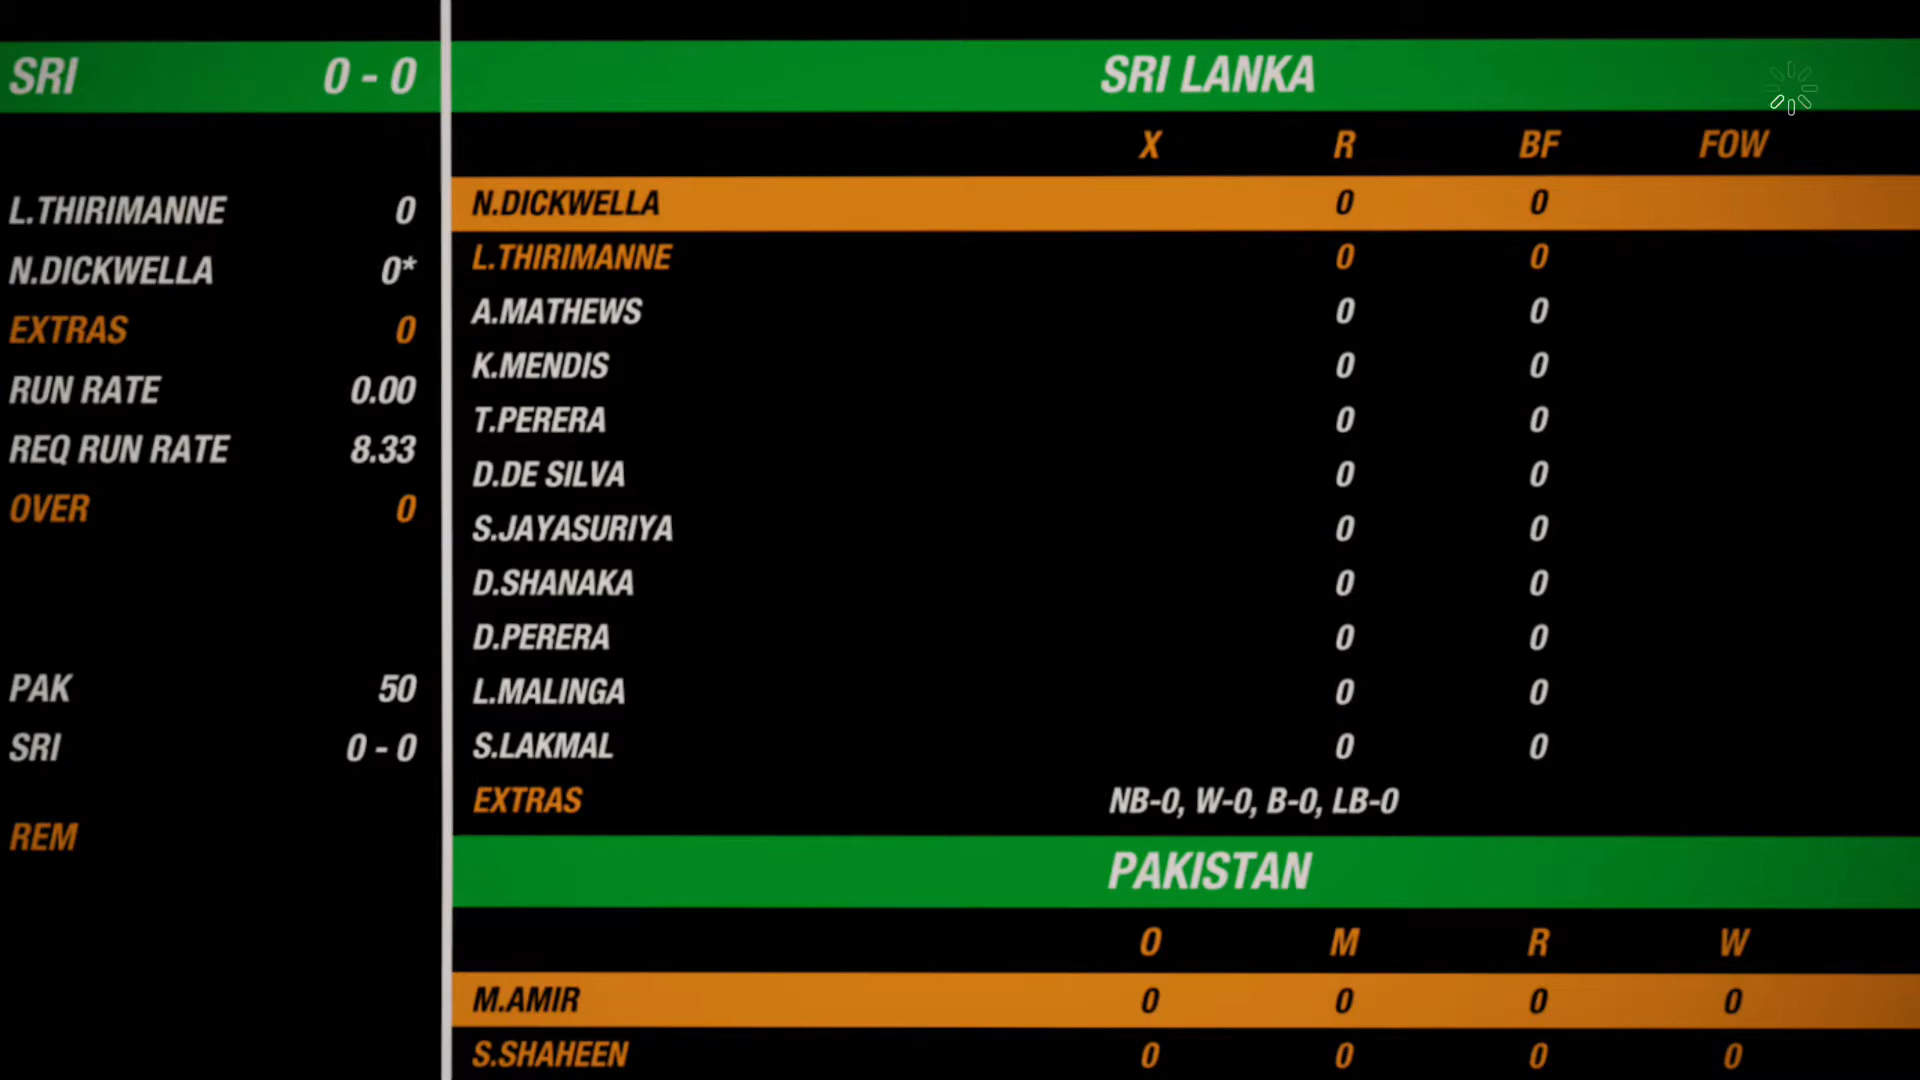 SRI 0 - 0
L.THIRIMANNE 0
N.DICKWELLA 0*
EXTRAS 0
RUN RATE 0.00
REQ RUN RATE 8.33
OVER 0
PAK 50
SRI 0 - 0
REM
SRI LANKA
X R BF FOW
N.DICKWELLA 0 0
L.THIRIMANNE 0 0
A.MATHEWS 0 0
K.MENDIS 0 0
T.PERERA 0 0
D.DE SILVA 0 0
S.JAYASURIYA 0 0
D.SHANAKA 0 0
D.PERERA 0 0
L.MALINGA 0 0
S.LAKMAL 0 0
EXTRAS NB-0, W-0, B-0, LB-0
PAKISTAN
O M R W
M.AMIR 0 0 0 0
S.SHAHEEN 0 0 0 0